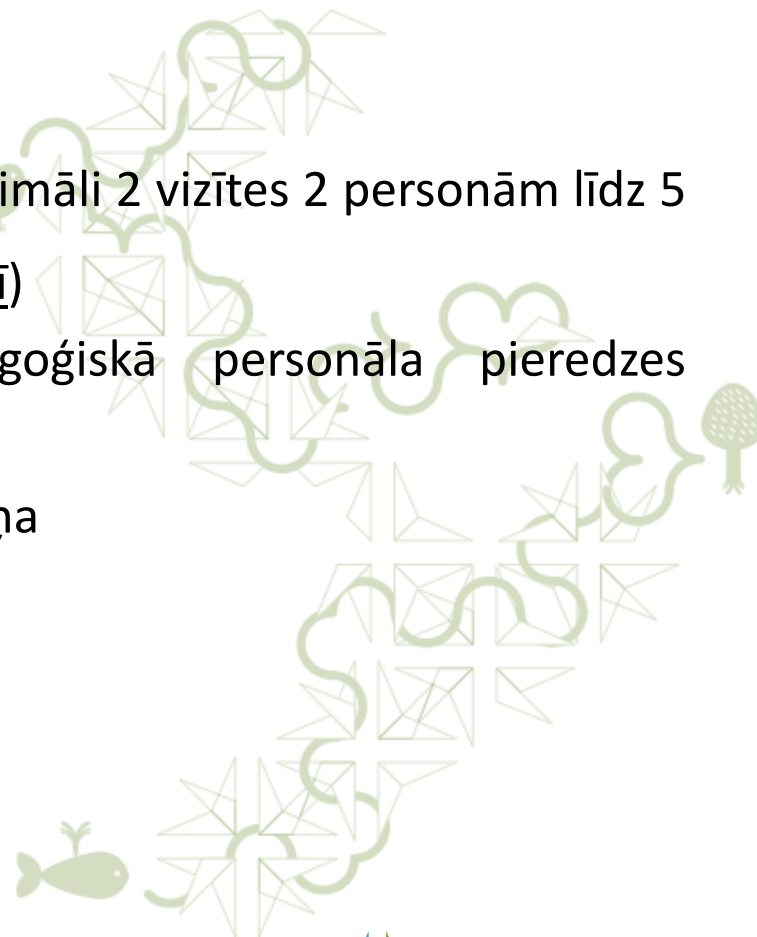 imāli 2 vizītes 2 personām līdz 5
ī)
goģiskā personāla pieredzes
ņa